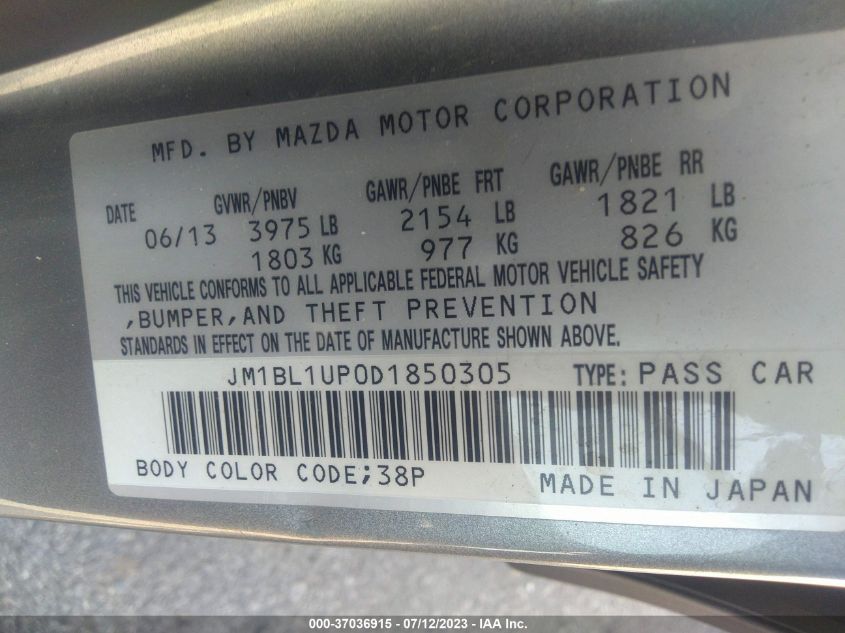 MFD. BY MAZDA MOTOR CORPORATION
DATE GVWR/PNBV GAWR/PNBE FRT GAWR/PNBE RR
06/13 3975 LB 2154 LB 1821 LB
1803 KG 977 KG 826 KG
THIS VEHICLE CONFORMS TO ALL APPLICABLE FEDERAL MOTOR VEHICLE SAFETY
,BUMPER,AND THEFT PREVENTION
STANDARDS IN EFFECT ON THE DATE OF MANUFACTURE SHOWN ABOVE.
JM1BL1UP0D1850305 TYPE: PASS CAR
BODY COLOR CODE;38P MADE IN JAPAN
000-37036915 - 07/12/2023 - IAA Inc.